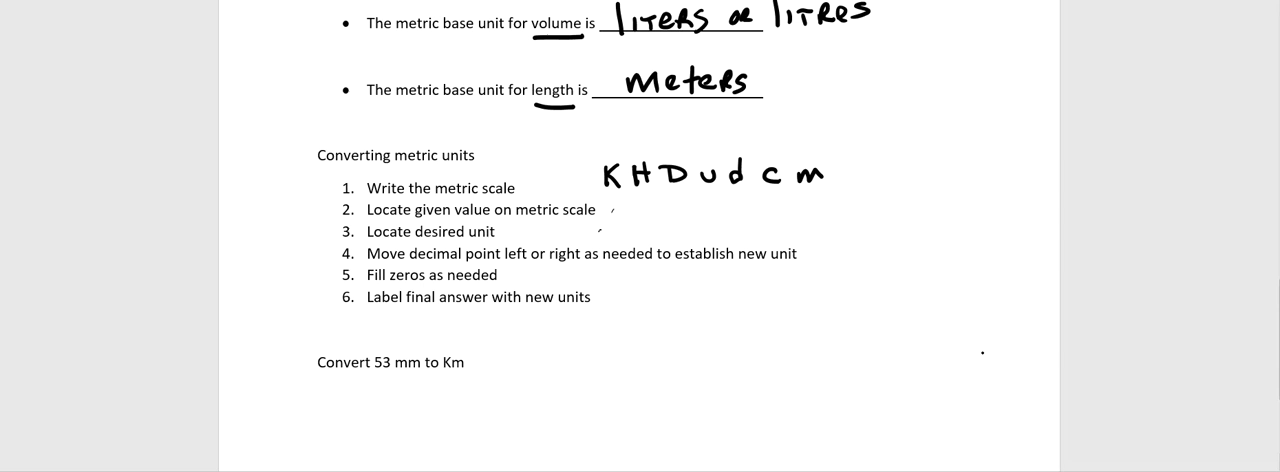 • The metric base unit for volume is liters or litres
• The metric base unit for length is meters
Converting metric units
K H D u d c m
1. Write the metric scale
2. Locate given value on metric scale
3. Locate desired unit
4. Move decimal point left or right as needed to establish new unit
5. Fill zeros as needed
6. Label final answer with new units
Convert 53 mm to Km